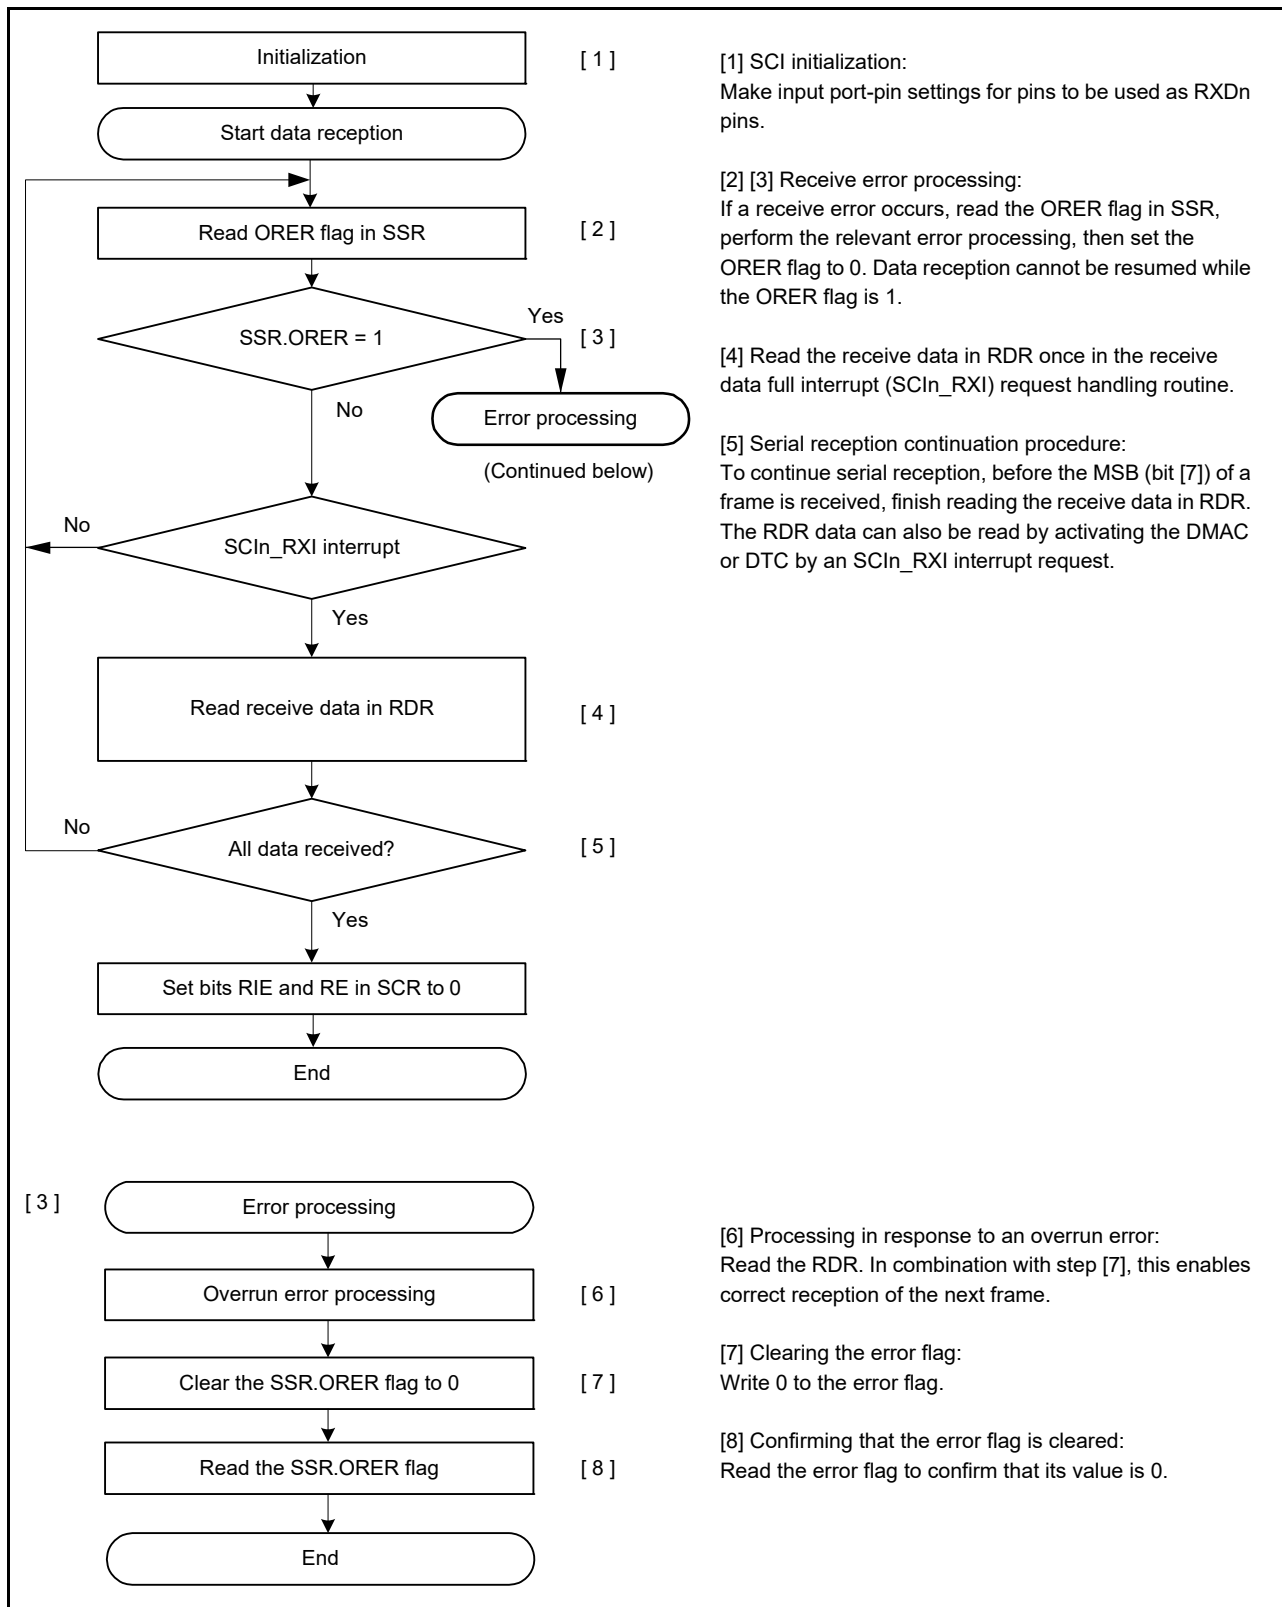 Initialization
[ 1 ]
Start data reception
Read ORER flag in SSR
[ 2 ]
SSR.ORER = 1
Yes
[ 3 ]
No
Error processing
(Continued below)
No
SCIn_RXI interrupt
Yes
Read receive data in RDR
[ 4 ]
No
All data received?
[ 5 ]
Yes
Set bits RIE and RE in SCR to 0
End
[1] SCI initialization:
Make input port-pin settings for pins to be used as RXDn
pins.
[2] [3] Receive error processing:
If a receive error occurs, read the ORER flag in SSR,
perform the relevant error processing, then set the
ORER flag to 0. Data reception cannot be resumed while
the ORER flag is 1.
[4] Read the receive data in RDR once in the receive
data full interrupt (SCIn_RXI) request handling routine.
[5] Serial reception continuation procedure:
To continue serial reception, before the MSB (bit [7]) of a
frame is received, finish reading the receive data in RDR.
The RDR data can also be read by activating the DMAC
or DTC by an SCIn_RXI interrupt request.
[ 3 ]
Error processing
Overrun error processing
[ 6 ]
Clear the SSR.ORER flag to 0
[ 7 ]
Read the SSR.ORER flag
[ 8 ]
End
[6] Processing in response to an overrun error:
Read the RDR. In combination with step [7], this enables
correct reception of the next frame.
[7] Clearing the error flag:
Write 0 to the error flag.
[8] Confirming that the error flag is cleared:
Read the error flag to confirm that its value is 0.